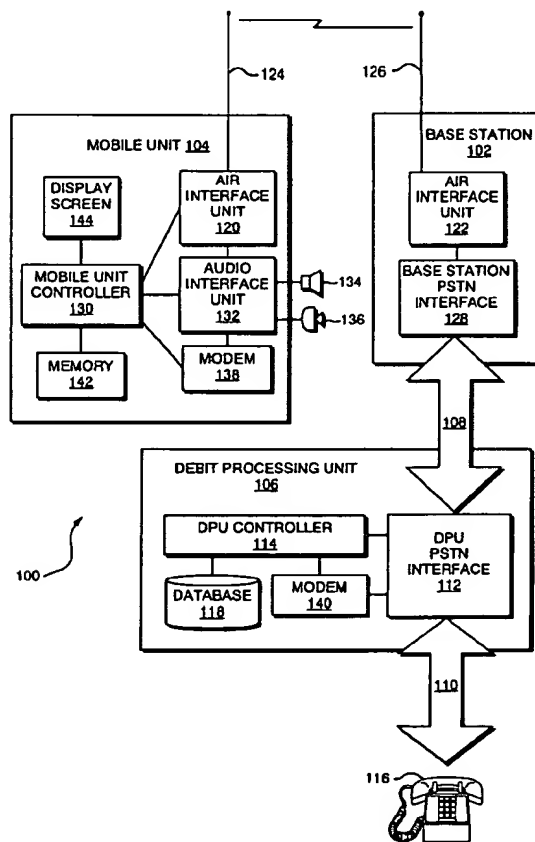 124
126
MOBILE UNIT 104
DISPLAY
SCREEN
144
AIR
INTERFACE
UNIT
120
MOBILE UNIT
CONTROLLER
130
AUDIO
INTERFACE
UNIT
132
134
136
MEMORY
142
MODEM
138
BASE STATION
102
AIR
INTERFACE
UNIT
122
BASE STATION
PSTN
INTERFACE
128
108
DEBIT PROCESSING UNIT
106
DPU CONTROLLER
114
DPU
PSTN
INTERFACE
112
DATABASE
118
MODEM
140
100
110
116